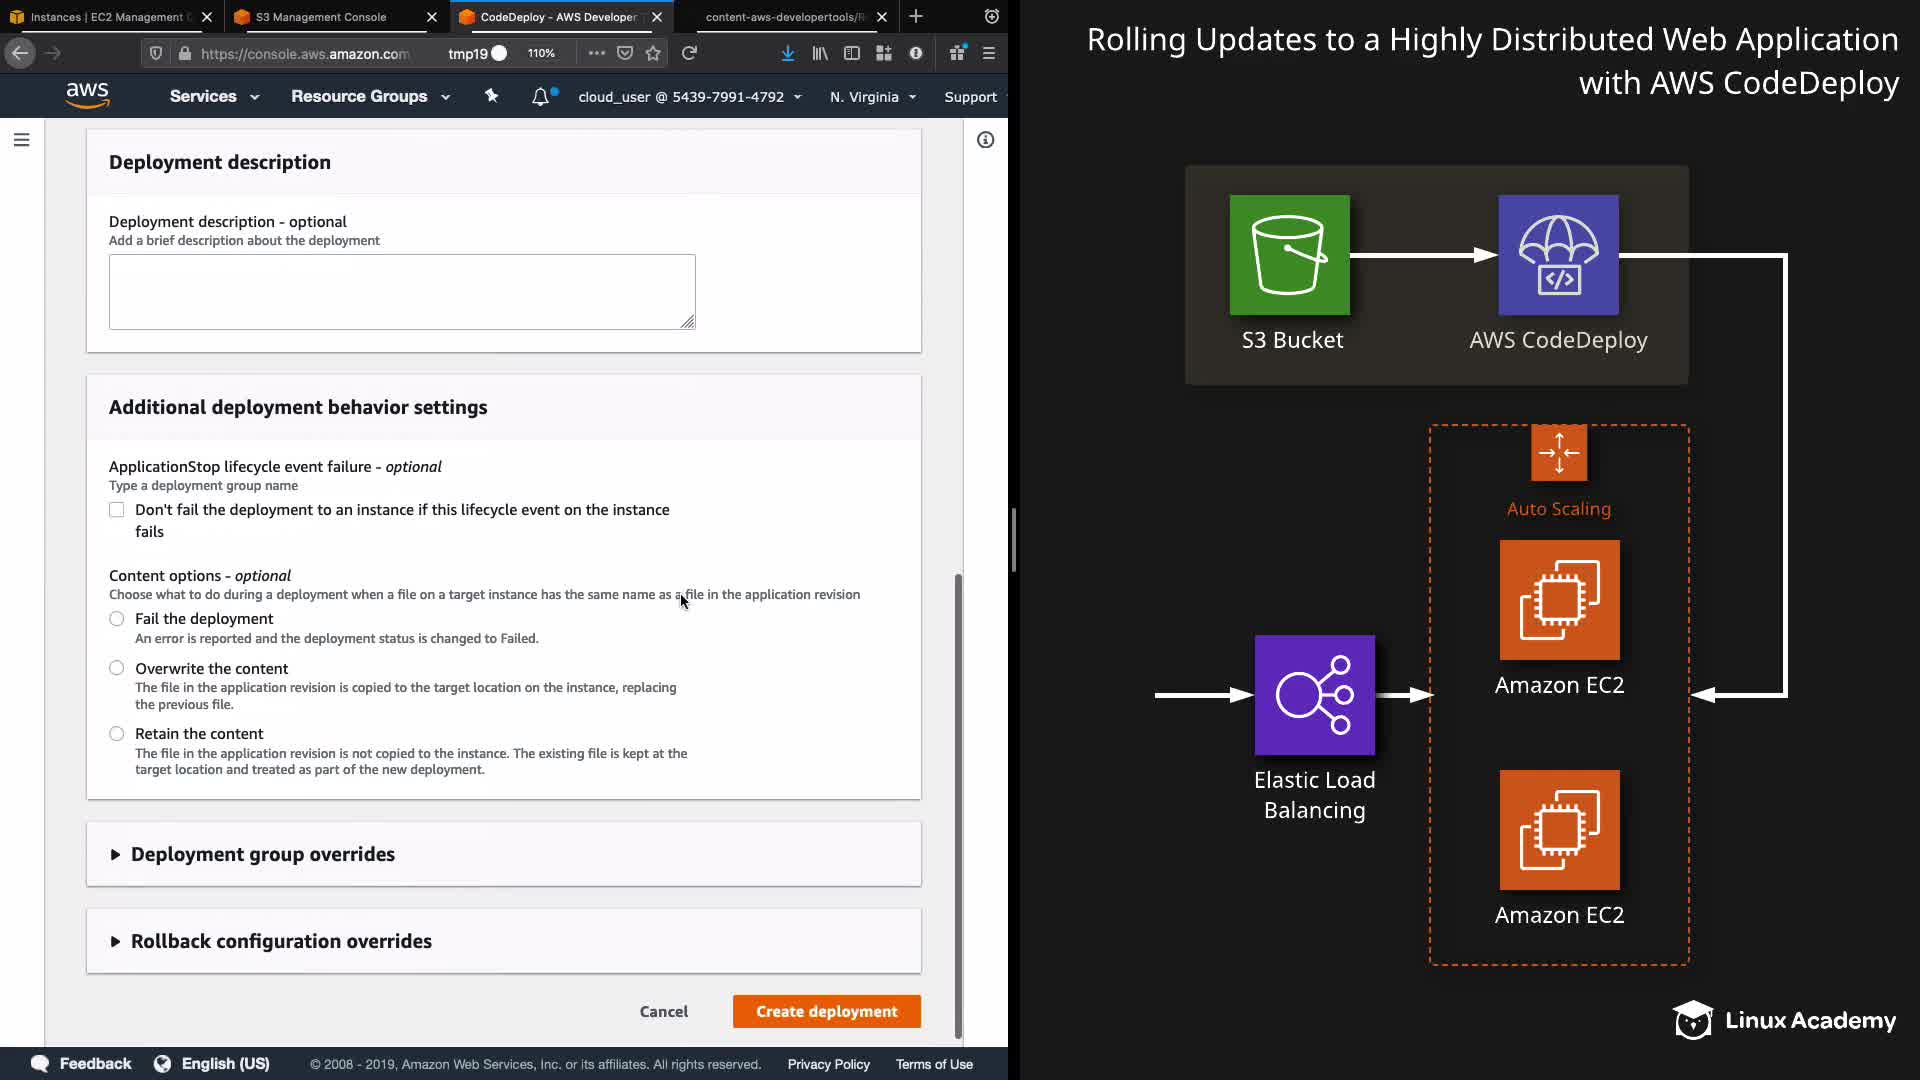 Instances | EC2 Management C
S3 Management Console
CodeDeploy - AWS Developer T
content-aws-developertools/R
https://console.aws.amazon.com
tmp19
110%
aws
Services
Resource Groups
cloud_user @ 5439-7991-4792
N. Virginia
Support
Deployment description
Deployment description - optional
Add a brief description about the deployment
Additional deployment behavior settings
ApplicationStop lifecycle event failure - optional
Type a deployment group name
Don't fail the deployment to an instance if this lifecycle event on the instance
fails
Content options - optional
Choose what to do during a deployment when a file on a target instance has the same name as a file in the application revision
Fail the deployment
An error is reported and the deployment status is changed to Failed.
Overwrite the content
The file in the application revision is copied to the target location on the instance, replacing
the previous file.
Retain the content
The file in the application revision is not copied to the instance. The existing file is kept at the
target location and treated as part of the new deployment.
Deployment group overrides
Rollback configuration overrides
Cancel
Create deployment
Feedback
English (US)
© 2008 - 2019, Amazon Web Services, Inc. or its affiliates. All rights reserved.
Privacy Policy
Terms of Use
Rolling Updates to a Highly Distributed Web Application
with AWS CodeDeploy
S3 Bucket
AWS CodeDeploy
Auto Scaling
Amazon EC2
Elastic Load
Balancing
Amazon EC2
Linux Academy